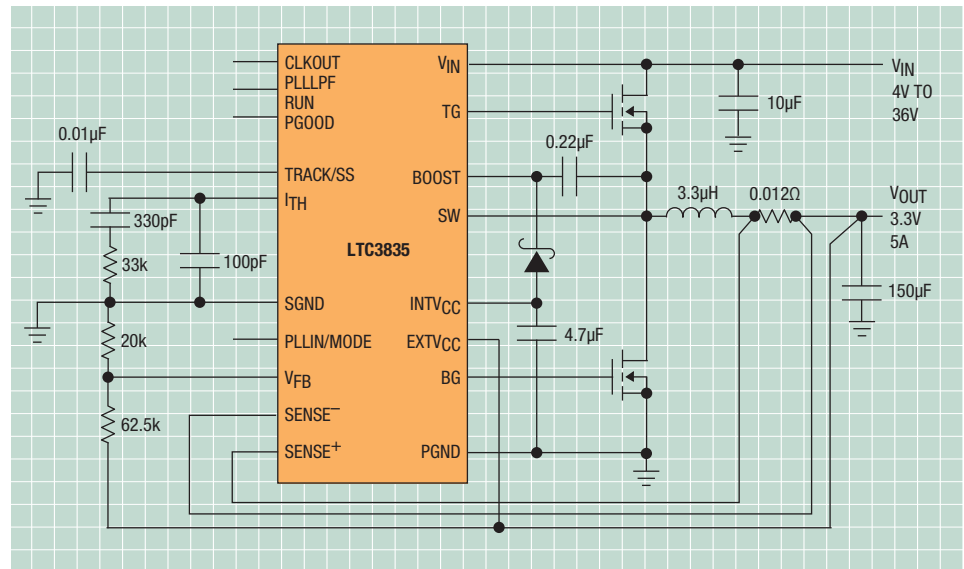 CLKOUT
PLLLPF
RUN
PGOOD
TRACK/SS
ITH
SGND
PLLIN/MODE
VFB
SENSE−
SENSE+
LTC3835
VIN
TG
BOOST
SW
INTVCC
EXTVCC
BG
PGND
0.01µF
330pF
33k
100pF
20k
62.5k
0.22µF
4.7µF
10µF
3.3µH
0.012Ω
150µF
VIN
4V TO
36V
VOUT
3.3V
5A